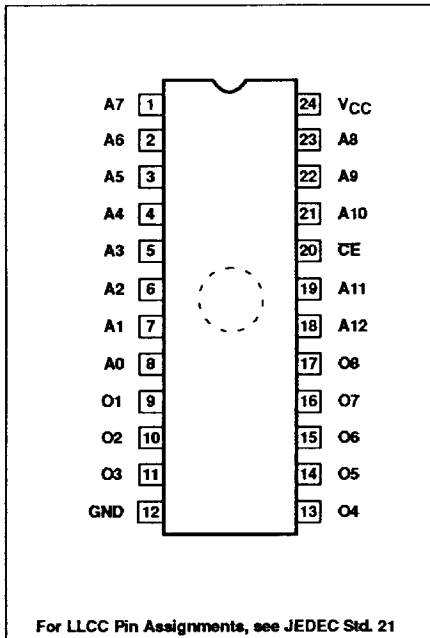 A7 1 24 VCC
A6 2 23 A8
A5 3 22 A9
A4 4 21 A10
A3 5 20 C̅E̅
A2 6 19 A11
A1 7 18 A12
A0 8 17 O8
O1 9 16 O7
O2 10 15 O6
O3 11 14 O5
GND 12 13 O4
For LLCC Pin Assignments, see JEDEC Std. 21